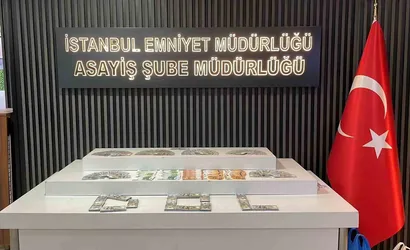 İSTANBUL EMNİYET MÜDÜRLÜĞÜ
ASAYİŞ ŞUBE MÜDÜRLÜĞÜ